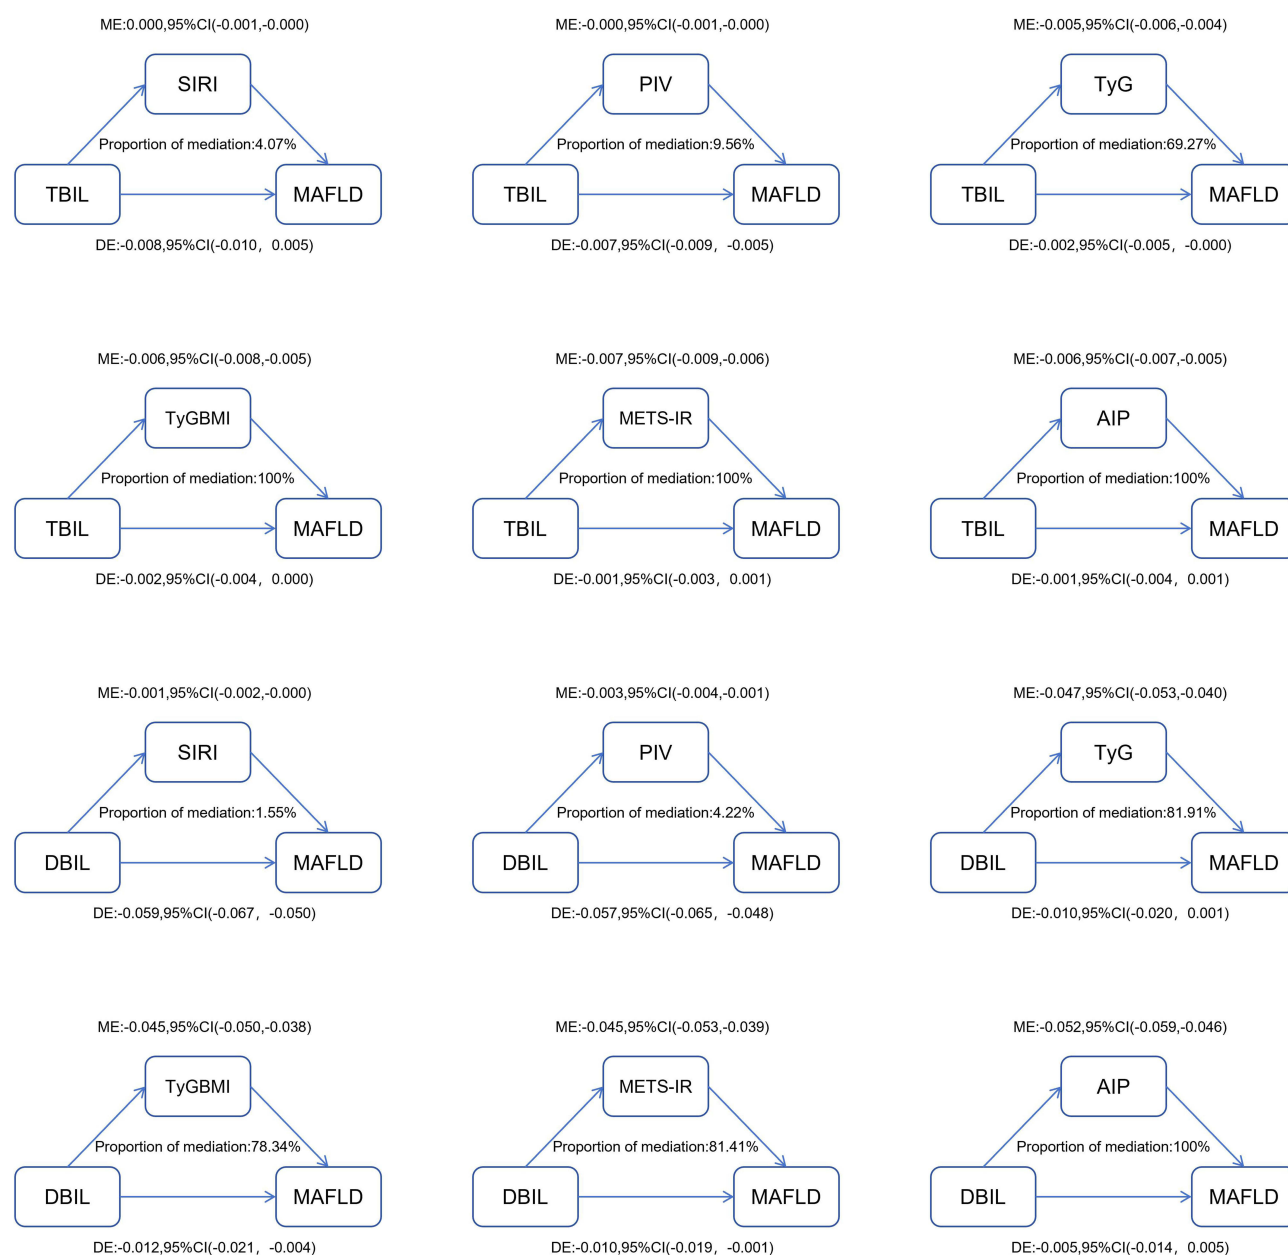 ME:0.000,95%CI(-0.001,-0.000)
SIRI
Proportion of mediation:4.07%
TBIL
MAFLD
DE:-0.008,95%CI(-0.010, 0.005)
ME:-0.000,95%CI(-0.001,-0.000)
PIV
Proportion of mediation:9.56%
TBIL
MAFLD
DE:-0.007,95%CI(-0.009, -0.005)
ME:-0.005,95%CI(-0.006,-0.004)
TyG
Proportion of mediation:69.27%
TBIL
MAFLD
DE:-0.002,95%CI(-0.005, -0.000)
ME:-0.006,95%CI(-0.008,-0.005)
TyGBMI
Proportion of mediation:100%
TBIL
MAFLD
DE:-0.002,95%CI(-0.004, 0.000)
ME:-0.007,95%CI(-0.009,-0.006)
METS-IR
Proportion of mediation:100%
TBIL
MAFLD
DE:-0.001,95%CI(-0.003, 0.001)
ME:-0.006,95%CI(-0.007,-0.005)
AIP
Proportion of mediation:100%
TBIL
MAFLD
DE:-0.001,95%CI(-0.004, 0.001)
ME:-0.001,95%CI(-0.002,-0.000)
SIRI
Proportion of mediation:1.55%
DBIL
MAFLD
DE:-0.059,95%CI(-0.067, -0.050)
ME:-0.003,95%CI(-0.004,-0.001)
PIV
Proportion of mediation:4.22%
DBIL
MAFLD
DE:-0.057,95%CI(-0.065, -0.048)
ME:-0.047,95%CI(-0.053,-0.040)
TyG
Proportion of mediation:81.91%
DBIL
MAFLD
DE:-0.010,95%CI(-0.020, 0.001)
ME:-0.045,95%CI(-0.050,-0.038)
TyGBMI
Proportion of mediation:78.34%
DBIL
MAFLD
DE:-0.012,95%CI(-0.021, -0.004)
ME:-0.045,95%CI(-0.053,-0.039)
METS-IR
Proportion of mediation:81.41%
DBIL
MAFLD
DE:-0.010,95%CI(-0.019, -0.001)
ME:-0.052,95%CI(-0.059,-0.046)
AIP
Proportion of mediation:100%
DBIL
MAFLD
DE:-0.005,95%CI(-0.014, 0.005)